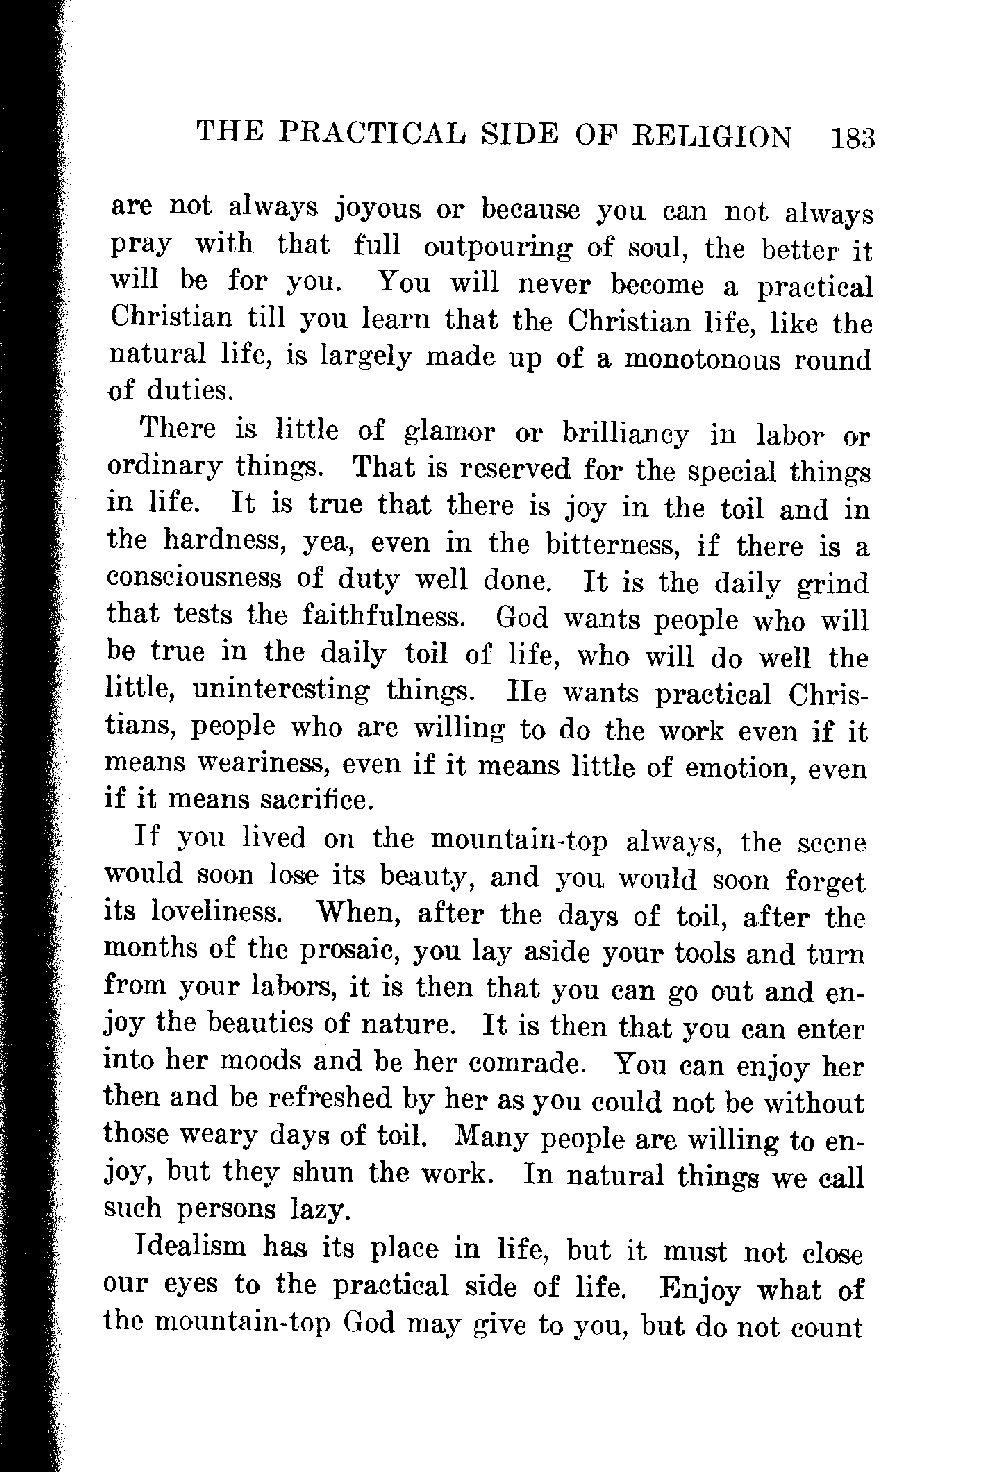 THE PRACTICAL SIDE OF RELIGION 183
are not always joyous or because you can not always
pray with that full outpouring of soul, the better it
will be for you. You will never become a practical
Christian till you learn that the Christian life, like the
natural life, is largely made up of a monotonous round
of duties.
There is little of glamor or brilliancy in labor or
ordinary things. That is reserved for the special things
in life. It is true that there is joy in the toil and in
the hardness, yea, even in the bitterness, if there is a
consciousness of duty well done. It is the daily grind
that tests the faithfulness. God wants people who will
be true in the daily toil of life, who will do well the
little, uninteresting things. He wants practical Chris-
tians, people who are willing to do the work even if it
means weariness, even if it means little of emotion, even
if it means sacrifice.
If you lived on the mountain-top always, the scene
would soon lose its beauty, and you would soon forget
its loveliness. When, after the days of toil, after the
months of the prosaic, you lay aside your tools and turn
from your labors, it is then that you can go out and en-
joy the beauties of nature. It is then that you can enter
into her moods and be her comrade. You can enjoy her
then and be refreshed by her as you could not be without
those weary days of toil. Many people are willing to en-
joy, but they shun the work. In natural things we call
such persons lazy.
Idealism has its place in life, but it must not close
our eyes to the practical side of life. Enjoy what of
the mountain-top God may give to you, but do not count